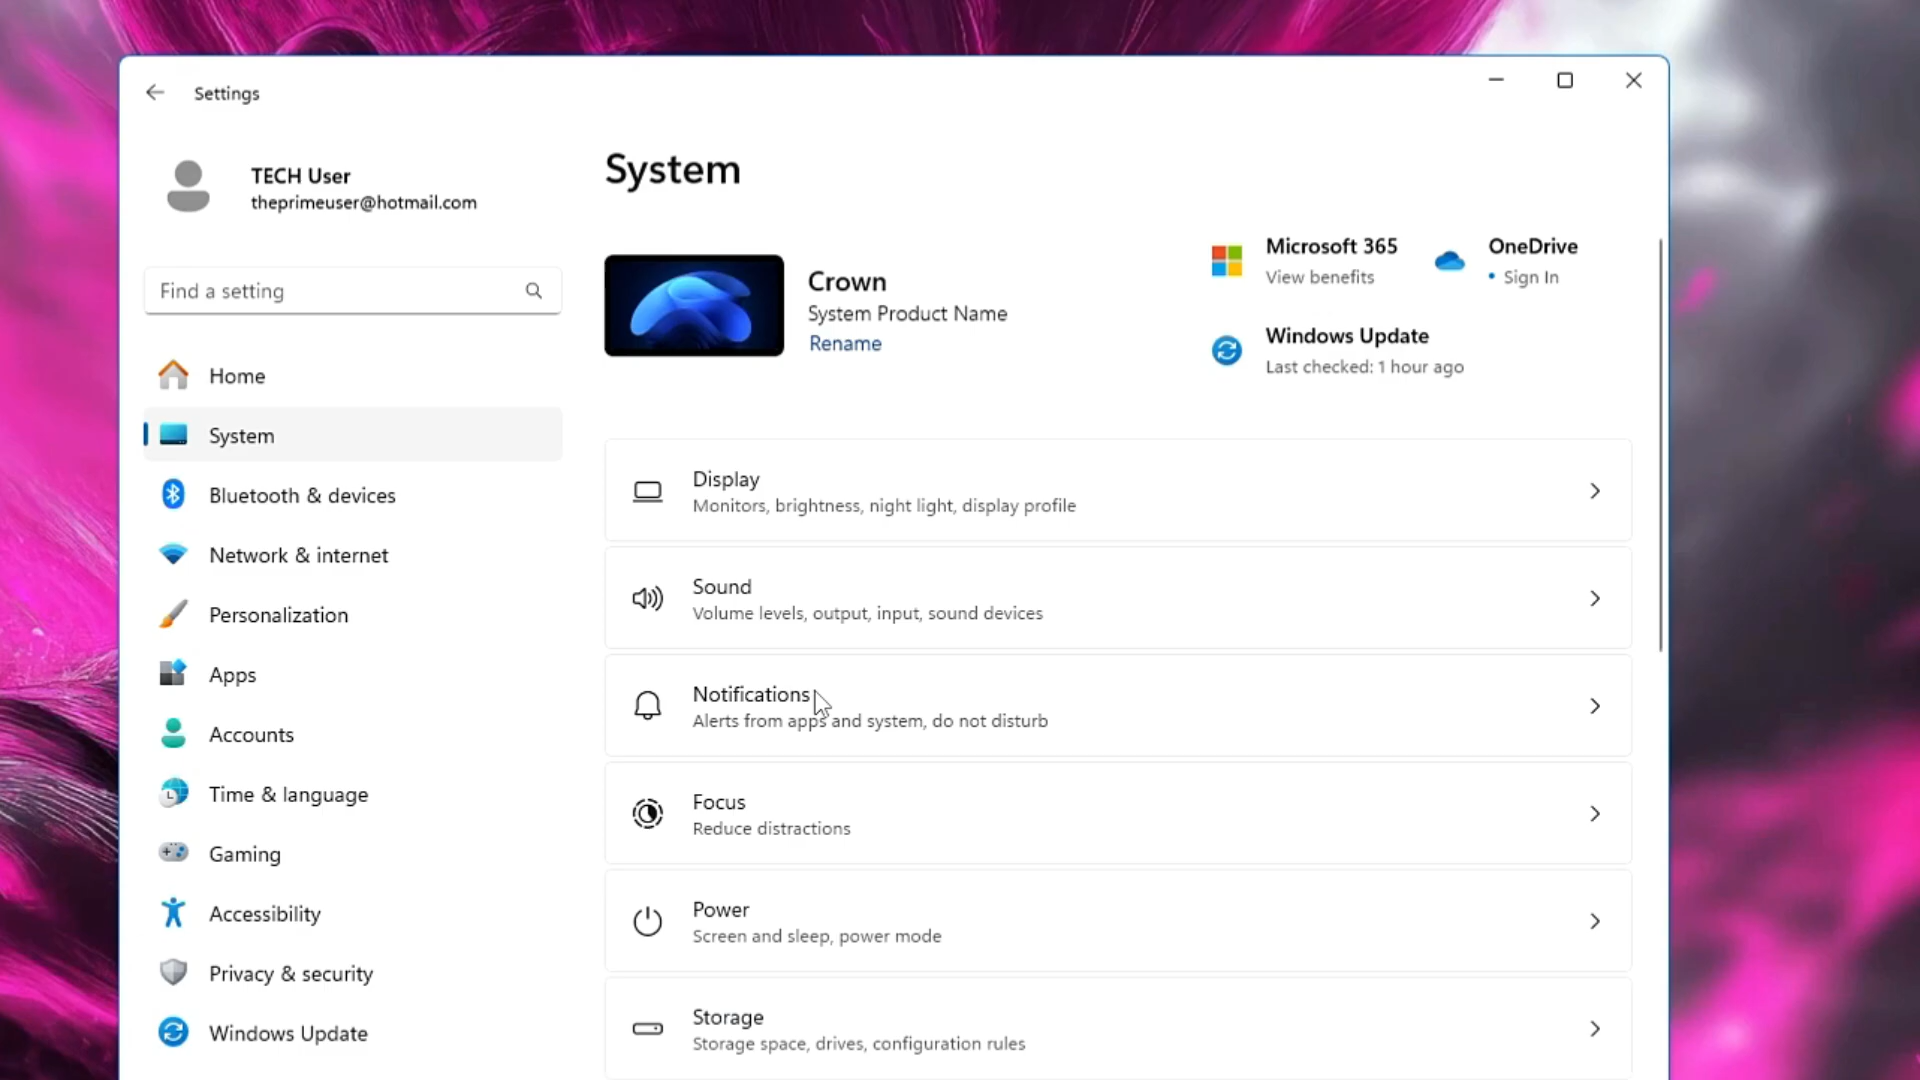 Settings
TECH User
theprimeuser@hotmail.com
Find a setting
Home
System
Bluetooth & devices
Network & internet
Personalization
Apps
Accounts
Time & language
Gaming
Accessibility
Privacy & security
Windows Update
System
Crown
System Product Name
Rename
Microsoft 365
View benefits
OneDrive
• Sign In
Windows Update
Last checked: 1 hour ago
Display
Monitors, brightness, night light, display profile
Sound
Volume levels, output, input, sound devices
Notifications
Alerts from apps and system, do not disturb
Focus
Reduce distractions
Power
Screen and sleep, power mode
Storage
Storage space, drives, configuration rules